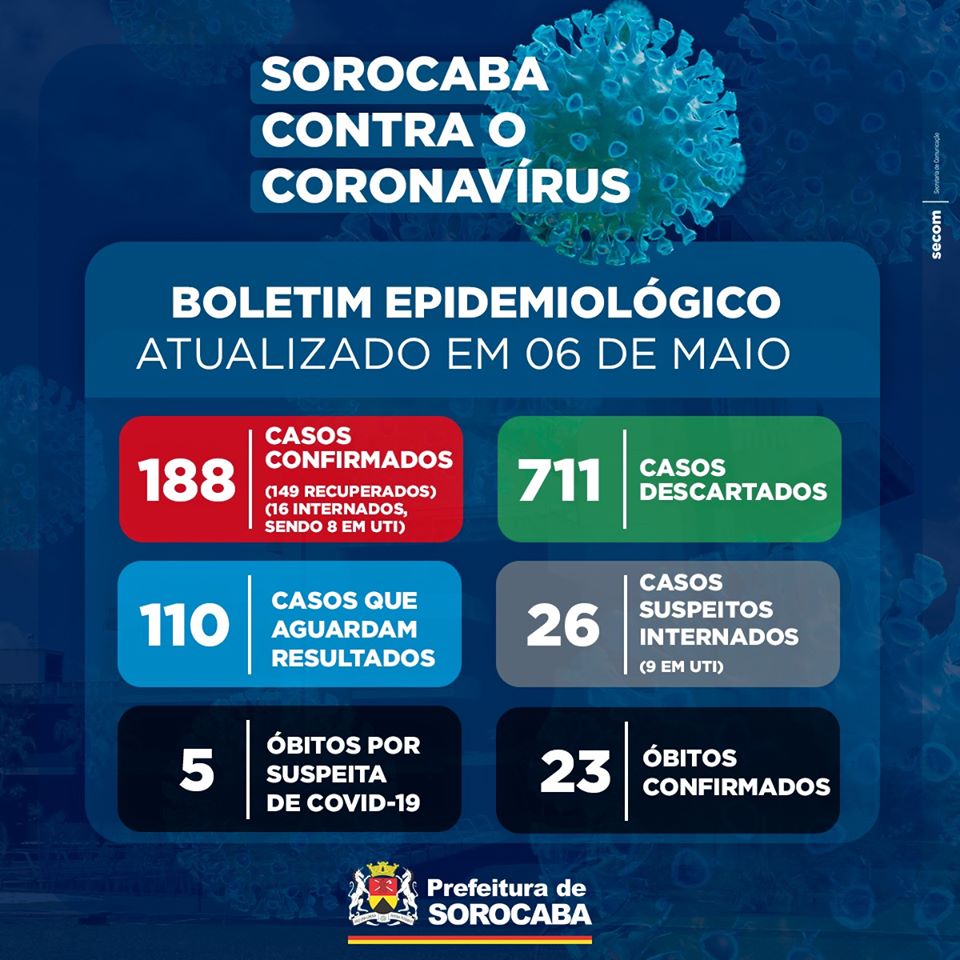 SOROCABA
CONTRA O
CORONAVÍRUS
secom
Secretaria de Comunicação
BOLETIM EPIDEMIOLÓGICO
ATUALIZADO EM 06 DE MAIO
188
CASOS
CONFIRMADOS
(149 RECUPERADOS)
(16 INTERNADOS,
SENDO 8 EM UTI)
711
CASOS
DESCARTADOS
110
CASOS QUE
AGUARDAM
RESULTADOS
26
CASOS
SUSPEITOS
INTERNADOS
(9 EM UTI)
5
ÓBITOS POR
SUSPEITA
DE COVID-19
23
ÓBITOS
CONFIRMADOS
Prefeitura de
SOROCABA